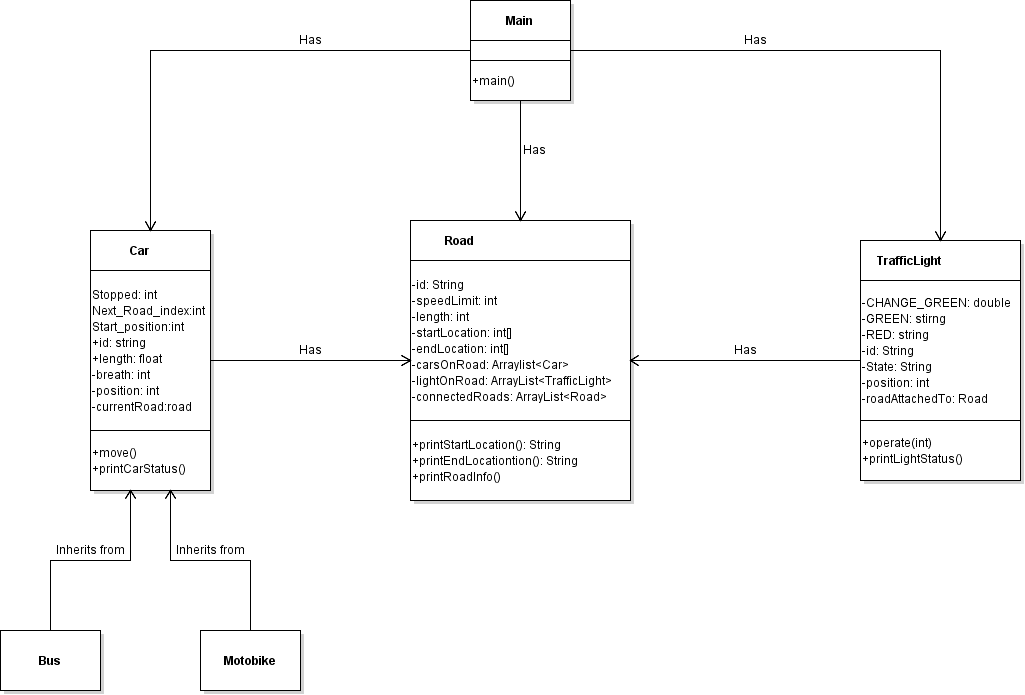 Main
+main()
Has
Has
Has
Car
Stopped: int
Next_Road_index:int
Start_position:int
+id: string
+length: float
-breath: int
-position: int
-currentRoad:road
+move()
+printCarStatus()
Has
Road
-id: String
-speedLimit: int
-length: int
-startLocation: int[]
-endLocation: int[]
-carsOnRoad: Arraylist<Car>
-lightOnRoad: ArrayList<TrafficLight>
-connectedRoads: ArrayList<Road>
+printStartLocation(): String
+printEndLocationtion(): String
+printRoadInfo()
Has
TrafficLight
-CHANGE_GREEN: double
-GREEN: stirng
-RED: string
-id: String
-State: String
-position: int
-roadAttachedTo: Road
+operate(int)
+printLightStatus()
Inherits from
Inherits from
Bus
Motobike